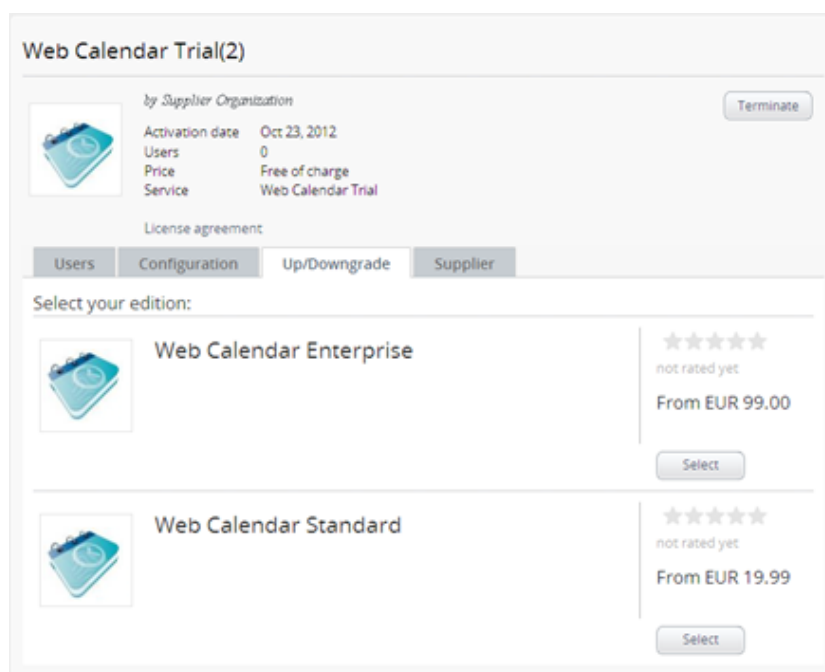 Web Calendar Trial(2)
by Supplier Organization
Terminate
Activation date Oct 23, 2012
Users 0
Price Free of charge
Service Web Calendar Trial
License agreement
Users Configuration Up/Downgrade Supplier
Select your edition:
Web Calendar Enterprise
not rated yet
From EUR 99.00
Select
Web Calendar Standard
not rated yet
From EUR 19.99
Select